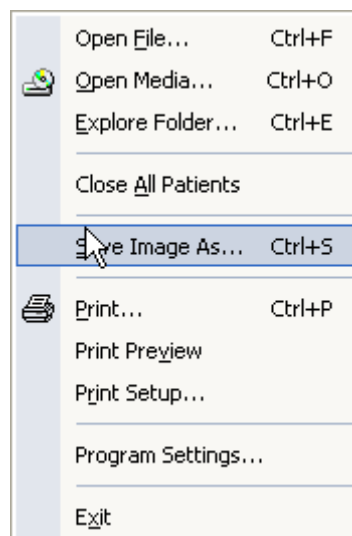 Open File... Ctrl+F
Open Media... Ctrl+O
Explore Folder... Ctrl+E
Close All Patients
Save Image As... Ctrl+S
Print... Ctrl+P
Print Preview
Print Setup...
Program Settings...
Exit